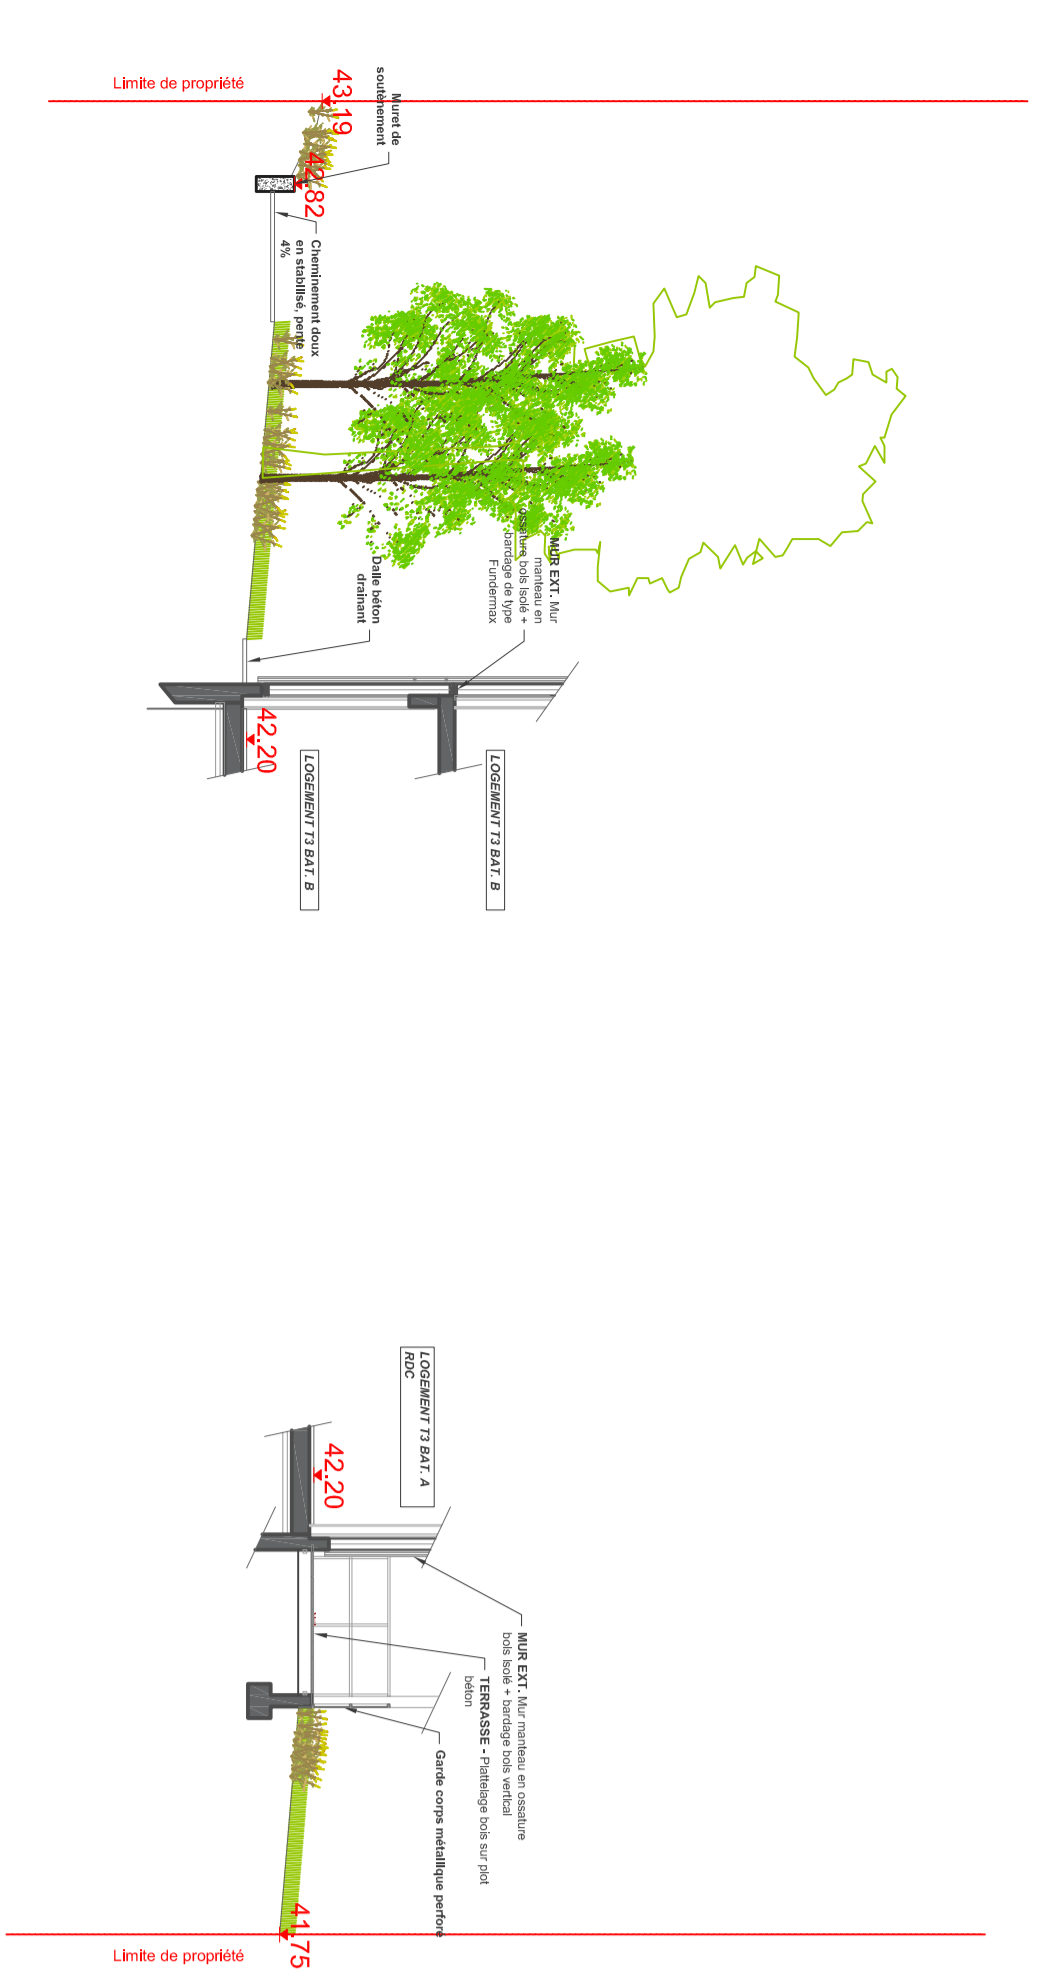 Limite de propriété
43.19
Muret de
soutènement
42.82
Cheminement doux
en stabilisé, pente
4%
MUR EXT. Mur
manteau en
ossature bois isolé +
bardage de type
Fundermax
Dalle béton
drainant
42.20
LOGEMENT T3 BAT. B
LOGEMENT T3 BAT. B
LOGEMENT T3 BAT. A
RDC
42.20
MUR EXT. Mur manteau en ossature
bois isolé + bardage bois vertical
TERRASSE - Plattelage bois sur plot
béton
Garde corps métallique perforé
41.75
Limite de propriété